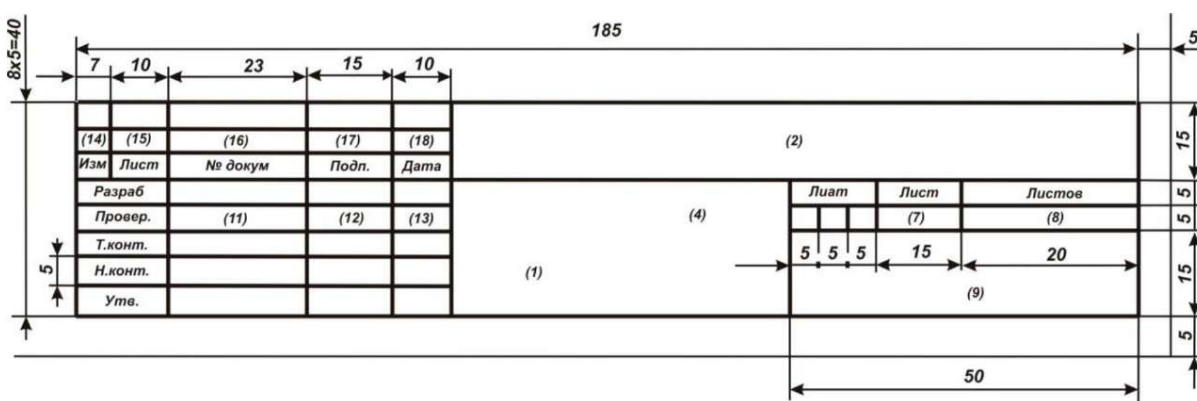 185
5
8х5=40
7 10 23 15 10
(14) (15) (16) (17) (18)
(2)
15
Изм Лист № докум Подп. Дата
Разраб
Лиат Лист Листов
5
Провер. (11) (12) (13)
(4)
(7) (8)
5
Т.конт.
5 5 5 15 20
5
Н.конт.
(1)
15
(9)
Утв.
5
50